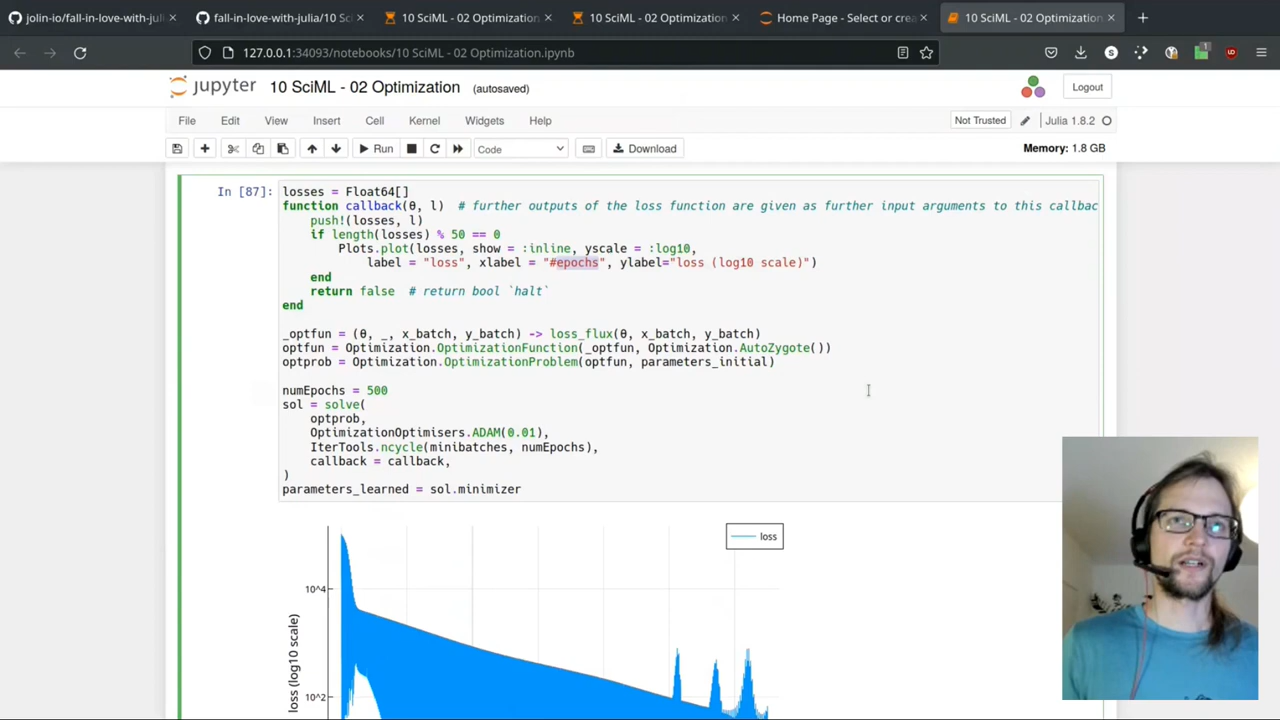 jolin-io/fall-in-love-with-juli
fall-in-love-with-julia/10 SciM
10 SciML - 02 Optimization
10 SciML - 02 Optimization
Home Page - Select or crea
10 SciML - 02 Optimization
127.0.0.1:34093/notebooks/10 SciML - 02 Optimization.ipynb
jupyter 10 SciML - 02 Optimization (autosaved)
Logout
File Edit View Insert Cell Kernel Widgets Help
Not Trusted
Julia 1.8.2
Run
Code
Download
Memory: 1.8 GB
In [87]:
losses = Float64[]
function callback(θ, l)  # further outputs of the loss function are given as further input arguments to this callbac
push!(losses, l)
if length(losses) % 50 == 0
Plots.plot(losses, show = :inline, yscale = :log10,
label = "loss", xlabel = "#epochs", ylabel="loss (log10 scale)")
end
return false  # return bool `halt`
end
_optfun = (θ, _, x_batch, y_batch) -> loss_flux(θ, x_batch, y_batch)
optfun = Optimization.OptimizationFunction(_optfun, Optimization.AutoZygote())
optprob = Optimization.OptimizationProblem(optfun, parameters_initial)
numEpochs = 500
sol = solve(
optprob,
OptimizationOptimisers.ADAM(0.01),
IterTools.ncycle(minibatches, numEpochs),
callback = callback,
)
parameters_learned = sol.minimizer
loss
10^4
loss (log10 scale)
10^2